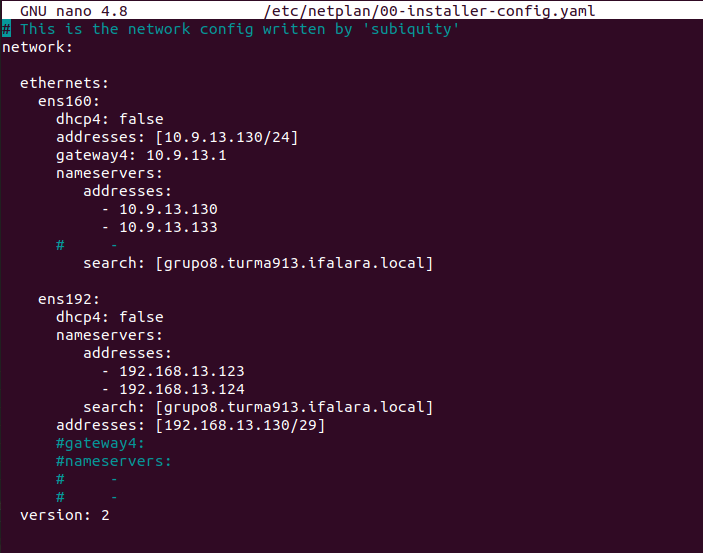 GNU nano 4.8 /etc/netplan/00-installer-config.yaml
# This is the network config written by 'subiquity'
network:
ethernets:
ens160:
dhcp4: false
addresses: [10.9.13.130/24]
gateway4: 10.9.13.1
nameservers:
addresses:
- 10.9.13.130
- 10.9.13.133
# -
search: [grupo8.turma913.ifalara.local]
ens192:
dhcp4: false
nameservers:
addresses:
- 192.168.13.123
- 192.168.13.124
search: [grupo8.turma913.ifalara.local]
addresses: [192.168.13.130/29]
#gateway4:
#nameservers:
# -
# -
version: 2